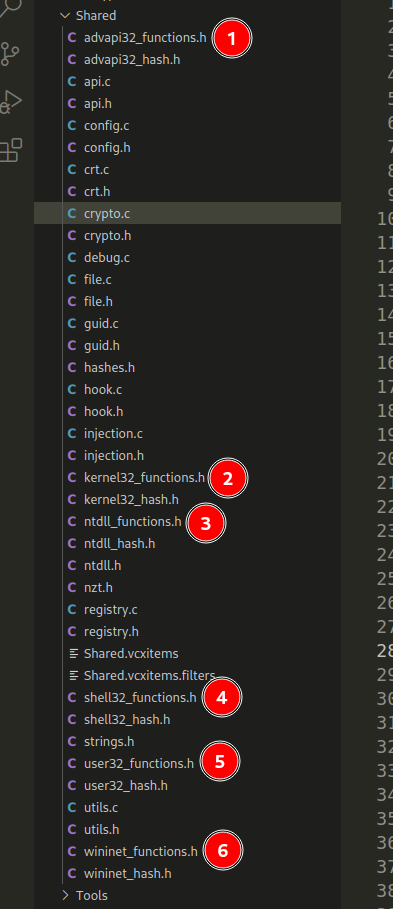 Shared
advapi32_functions.h 1
advapi32_hash.h
api.c
api.h
config.c
config.h
crt.c
crt.h
crypto.c
crypto.h
debug.c
file.c
file.h
guid.c
guid.h
hashes.h
hook.c
hook.h
injection.c
injection.h
kernel32_functions.h 2
kernel32_hash.h
ntdll_functions.h 3
ntdll_hash.h
ntdll.h
nzt.h
registry.c
registry.h
Shared.vcxitems
Shared.vcxitems.filters
shell32_functions.h 4
shell32_hash.h
strings.h
user32_functions.h 5
user32_hash.h
utils.c
utils.h
wininet_functions.h 6
wininet_hash.h
Tools
2
3
4
5
6
7
8
9
10
11
12
13
14
15
16
17
18
19
20
21
22
23
24
25
26
27
28
29
30
31
32
33
34
35
36
37
38